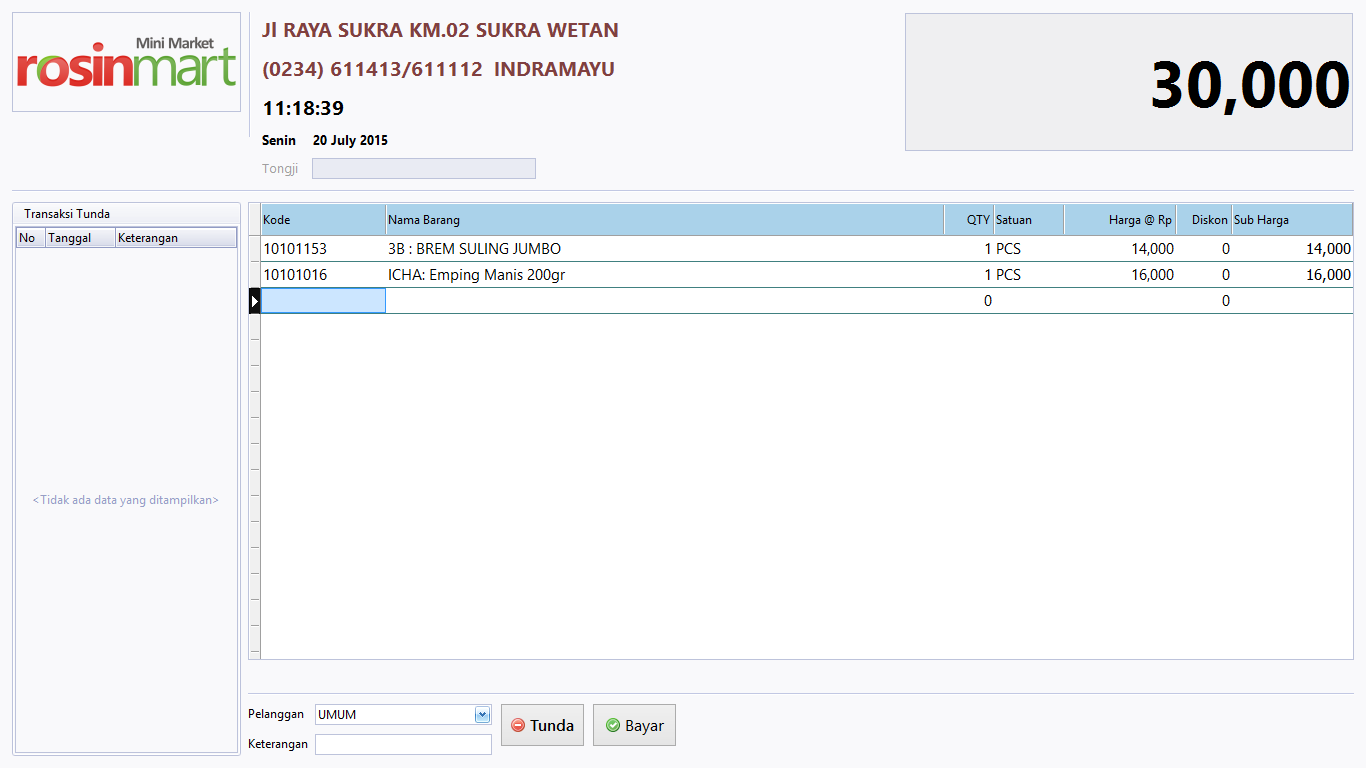 Mini Market
rosinmart
Jl RAYA SUKRA KM.02 SUKRA WETAN
(0234) 611413/611112 INDRAMAYU
11:18:39
Senin 20 July 2015
Tongji
30,000
Transaksi Tunda
No Tanggal Keterangan
<Tidak ada data yang ditampilkan>
Kode Nama Barang QTY Satuan Harga @ Rp Diskon Sub Harga
10101153 3B : BREM SULING JUMBO 1 PCS 14,000 0 14,000
10101016 ICHA: Emping Manis 200gr 1 PCS 16,000 0 16,000
0 0
Pelanggan UMUM
Keterangan
Tunda
Bayar